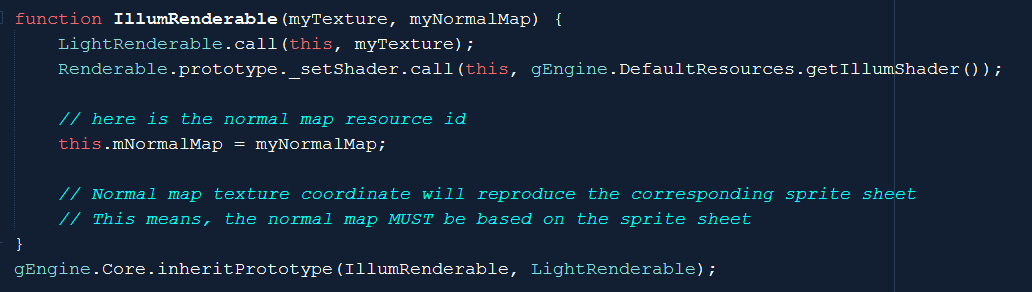 function IllumRenderable(myTexture, myNormalMap) {
    LightRenderable.call(this, myTexture);
    Renderable.prototype._setShader.call(this, gEngine.DefaultResources.getIllumShader());

    // here is the normal map resource id
    this.mNormalMap = myNormalMap;

    // Normal map texture coordinate will reproduce the corresponding sprite sheet
    // This means, the normal map MUST be based on the sprite sheet
}
gEngine.Core.inheritPrototype(IllumRenderable, LightRenderable);